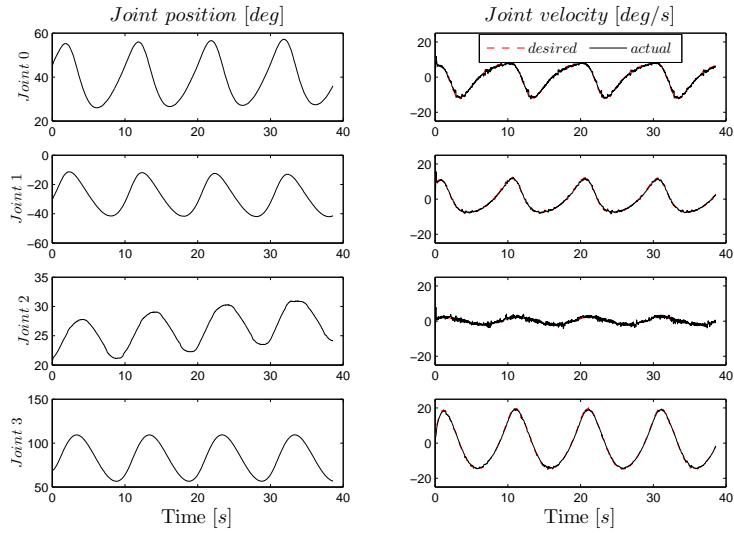 Joint position [deg]
Joint velocity [deg/s]
Joint 0
60
40
20
0 10 20 30 40
20
0
−20
0 10 20 30 40
desired actual
Joint 1
0
−20
−40
−60
0 10 20 30 40
20
0
−20
0 10 20 30 40
Joint 2
35
30
25
20
0 10 20 30 40
20
0
−20
0 10 20 30 40
Joint 3
150
100
50
0 10 20 30 40
20
0
−20
0 10 20 30 40
Time [s]
Time [s]